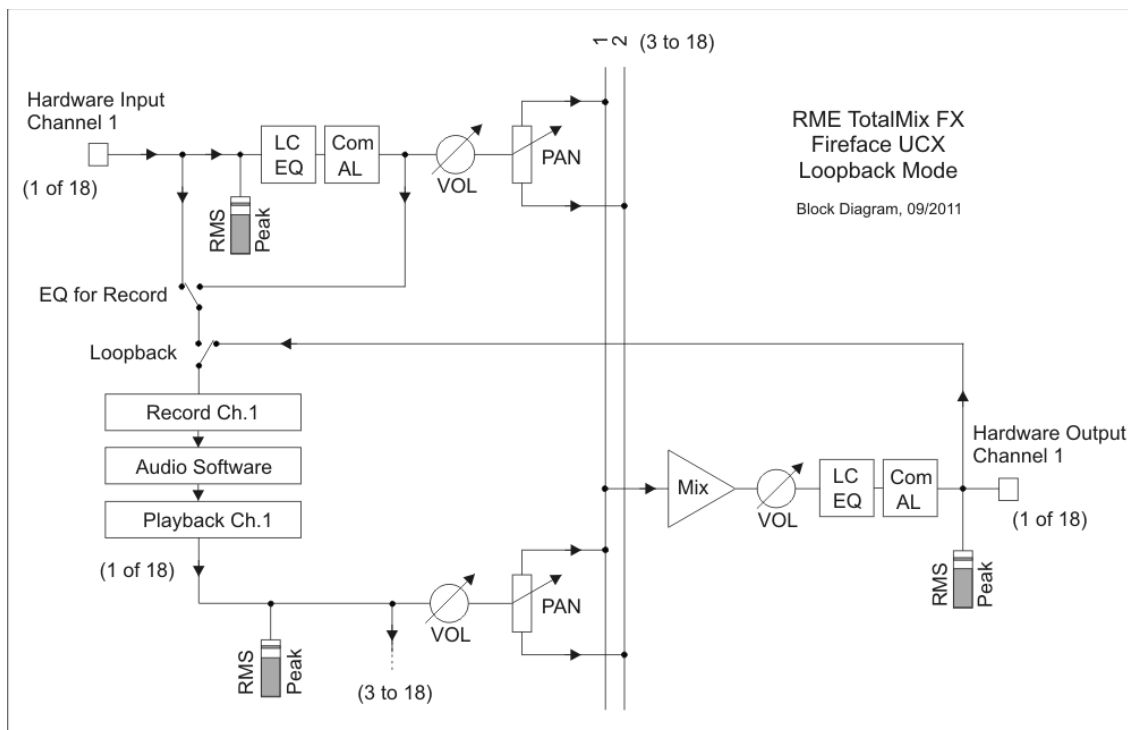 1
2
(3 to 18)
Hardware Input
Channel 1
(1 of 18)
RMS
Peak
LC
EQ
Com
AL
VOL
PAN
RME TotalMix FX
Fireface UCX
Loopback Mode
Block Diagram, 09/2011
EQ for Record
Loopback
Record Ch.1
Audio Software
Playback Ch.1
(1 of 18)
RMS
Peak
(3 to 18)
VOL
PAN
Mix
VOL
LC
EQ
Com
AL
Hardware Output
Channel 1
(1 of 18)
RMS
Peak